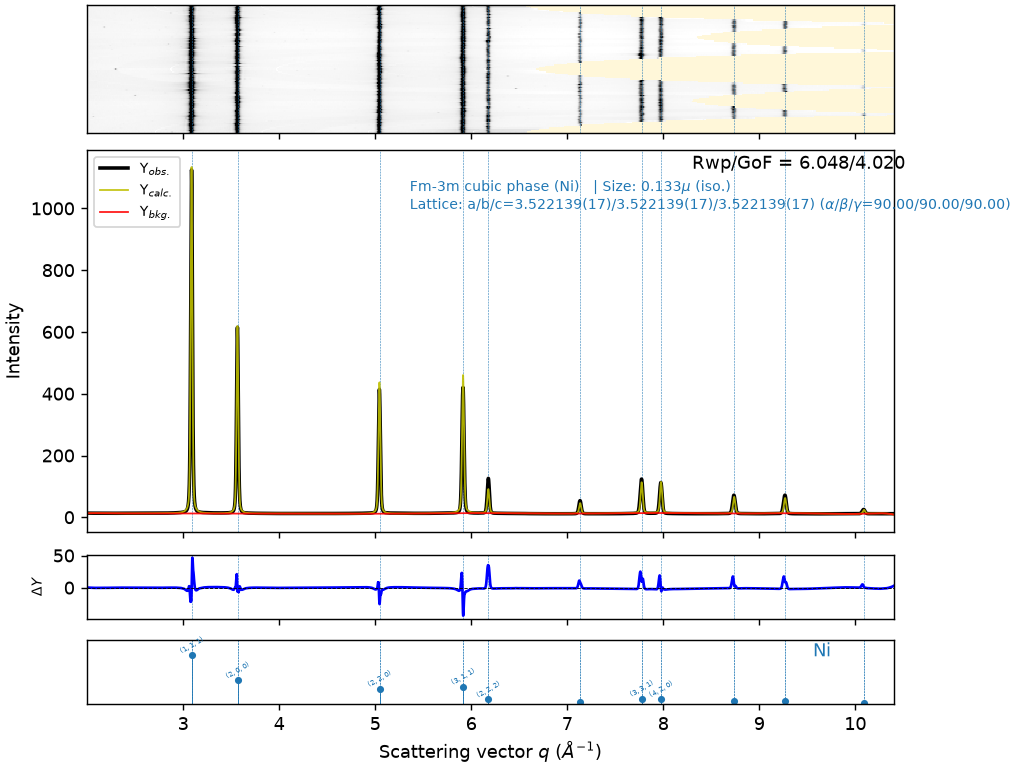 Rwp/GoF = 6.048/4.020
Y_obs.
Y_calc.
Y_bkg.
Fm-3m cubic phase (Ni) | Size: 0.133μ (iso.)
Lattice: a/b/c=3.522139(17)/3.522139(17)/3.522139(17) (α/β/γ=90.00/90.00/90.00)
1000
800
600
400
200
0
Intensity
50
0
ΔY
Ni
(1, 1, 1)
(2, 0, 0)
(2, 2, 0)
(3, 1, 1)
(2, 2, 2)
(3, 3, 1)
(4, 2, 0)
3 4 5 6 7 8 9 10
Scattering vector q (Å⁻¹)